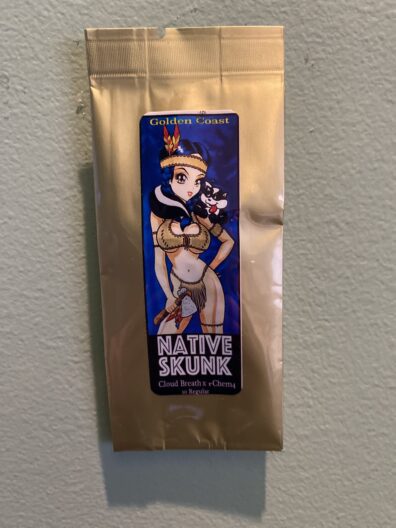 Golden Coast
NATIVE
SKUNK
Cloud Breath x eChem4
10 Regular